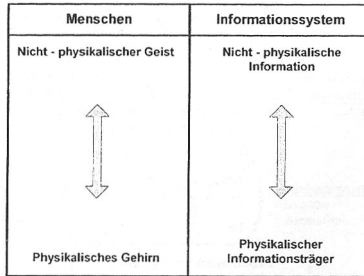 Menschen
Informationssystem
Nicht - physikalischer Geist
Nicht - physikalische
Information
Physikalisches Gehirn
Physikalischer
Informationsträger